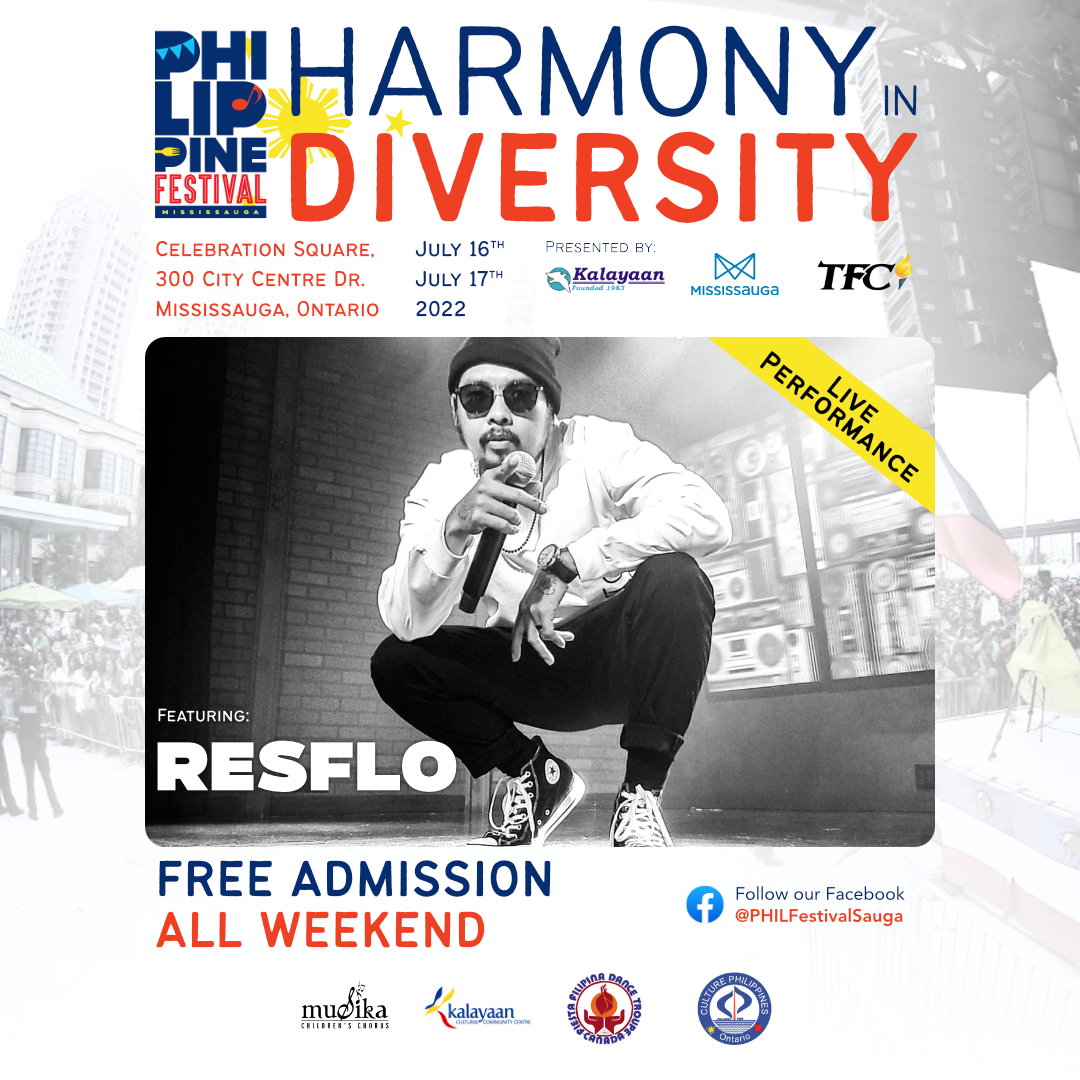 PHI
LIP
PINE
FESTIVAL
MISSISSAUGA
HARMONY IN
DIVERSITY
CELEBRATION SQUARE,
300 CITY CENTRE DR.
MISSISSAUGA, ONTARIO
JULY 16TH
JULY 17TH
2022
PRESENTED BY:
Kalayaan
Founded 1983
MISSISSAUGA
TFC
LIVE
PERFORMANCE
FEATURING:
RESFLO
FREE ADMISSION
ALL WEEKEND
Follow our Facebook
@PHILFestivalSauga
musika
CHILDREN'S CHORUS
kalayaan
CULTURAL COMMUNITY CENTRE
FIESTA FILIPINA DANCE TROUPE
CANADA
CULTURE PHILIPPINES
Ontario